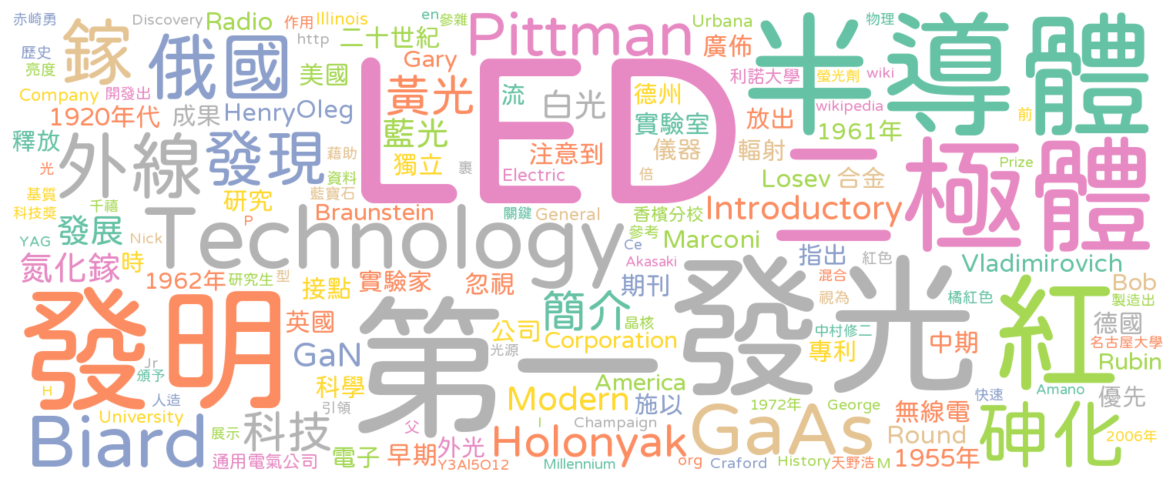 赤崎勇
Discovery
Radio
作用
Illinois
en
參雜
Urbana
物理
鎵
俄國
http
二十世紀
Pittman
廣佈
半導體
歷史
亮度
美國
Gary
LED
利諾大學
螢光劑
wiki
Company
開發出
黃光
流
白光
德州
wikipedia
前
1920年代
成果
Henry
Oleg
實驗室
放出
1961年
釋放
外線
發現
藉助
藍光
獨立
裏
注意到
儀器
輻射
二極體
Prize
光
基質
資料
藍寶石
Electric
倍
Losev
合金
科技獎
千禧
研究
P
Braunstein
關鍵
General
香檳分校
Introductory
YAG
發展
Nick
Technology
參考
Marconi
指出
紅色
氮化鎵
時
Ce
Akasaki
Vladimirovich
1962年
研究生
型
接點
實驗家
忽視
期刊
混合
視為
橘紅色
Bob
製造出
發明
英國
第一
簡介
晶核
發光
紅
公司
Corporation
中村修二
德國
名古屋大學
GaN
光源
專利
中期
Rubin
Jr
頒予
科學
America
H
人造
引領
Modern
施以
1972年
George
快速
Amano
優先
University
父
Champaign
I
GaAs
無線電
砷化
Biard
展示
科技
早期
外光
Holonyak
Round
2006年
通用電氣公司
電子
Y3Al5O12
Millennium
org
Craford
History
天野浩
M
1955年